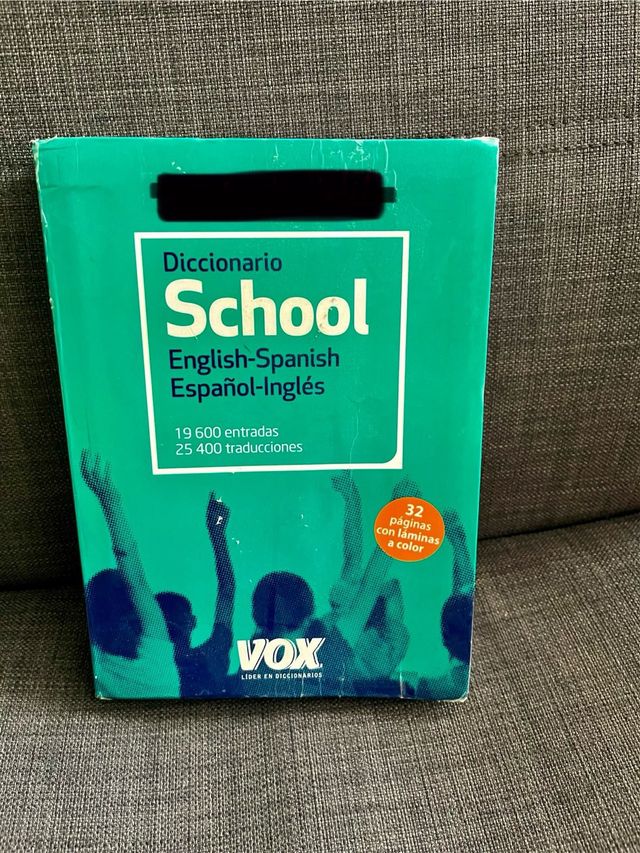 Diccionario
School
English-Spanish
Español-Inglés
19 600 entradas
25 400 traducciones
32
páginas
con láminas
a color
VOX
LÍDER EN DICCIONARIOS